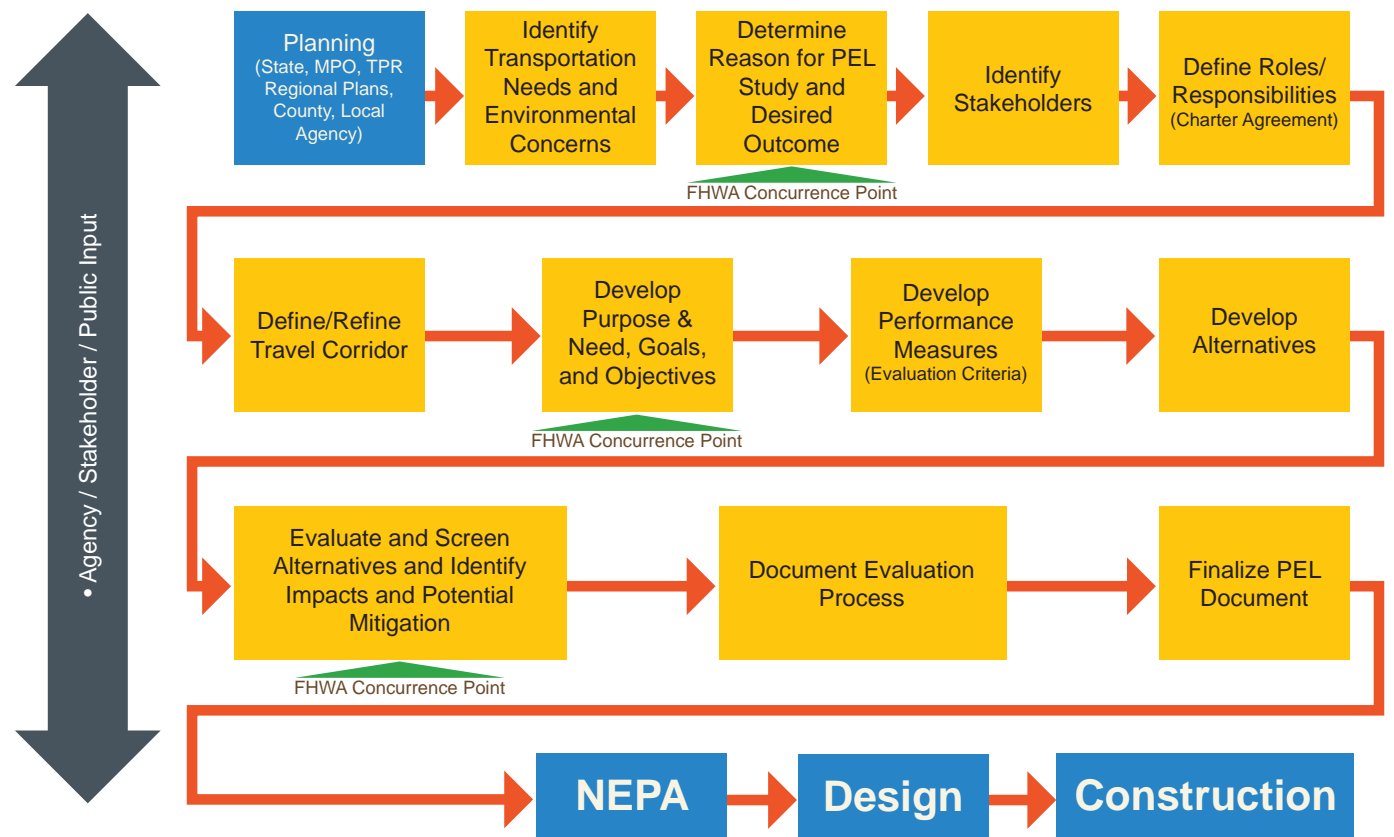 • Agency / Stakeholder / Public Input
Planning
(State, MPO, TPR
Regional Plans,
County, Local
Agency)
Identify
Transportation
Needs and
Environmental
Concerns
Determine
Reason for PEL
Study and
Desired
Outcome
FHWA Concurrence Point
Identify
Stakeholders
Define Roles/
Responsibilities
(Charter Agreement)
Define/Refine
Travel Corridor
Develop
Purpose &
Need, Goals,
and Objectives
FHWA Concurrence Point
Develop
Performance
Measures
(Evaluation Criteria)
Develop
Alternatives
Evaluate and Screen
Alternatives and Identify
Impacts and Potential
Mitigation
FHWA Concurrence Point
Document Evaluation
Process
Finalize PEL
Document
NEPA
Design
Construction